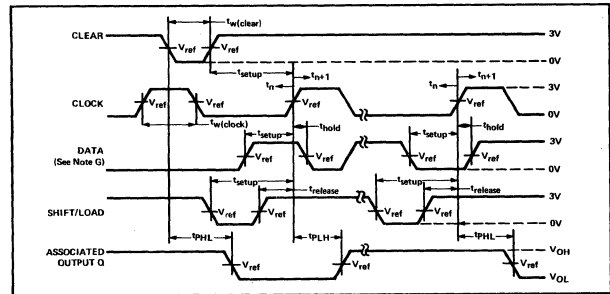 CLEAR
tw(clear)
Vref
Vref
3V
0V
tsetup
tn
tn+1
tn
tn+1
CLOCK
Vref
Vref
Vref
Vref
3V
0V
tw(clock)
tsetup
thold
tsetup
thold
DATA
(See Note G)
Vref
Vref
Vref
Vref
3V
0V
tsetup
trelease
tsetup
trelease
SHIFT/LOAD
Vref
Vref
Vref
Vref
3V
0V
tPHL
tPLH
tPHL
ASSOCIATED
OUTPUT Q
Vref
Vref
Vref
VOH
VOL